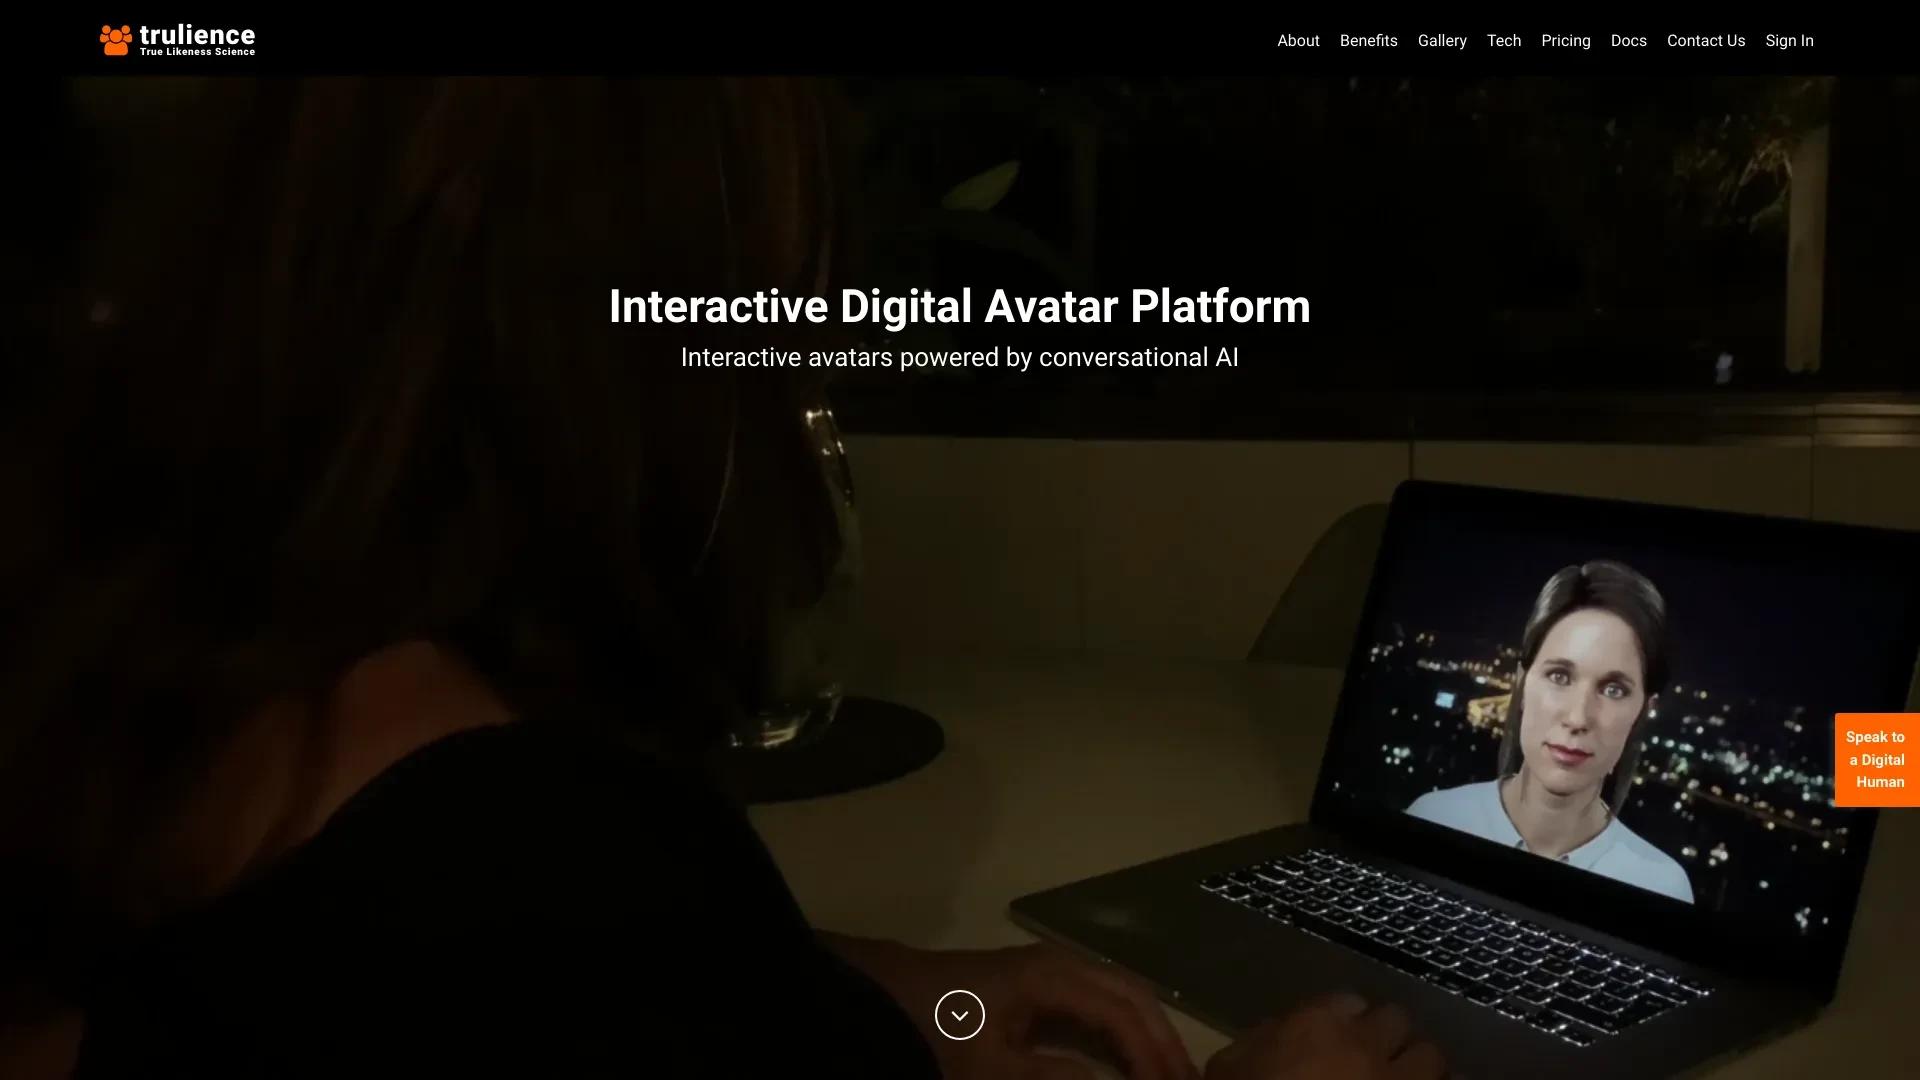 trulience
True Likeness Science
About Benefits Gallery Tech Pricing Docs Contact Us Sign In
Interactive Digital Avatar Platform
Interactive avatars powered by conversational AI
Speak to
a Digital
Human